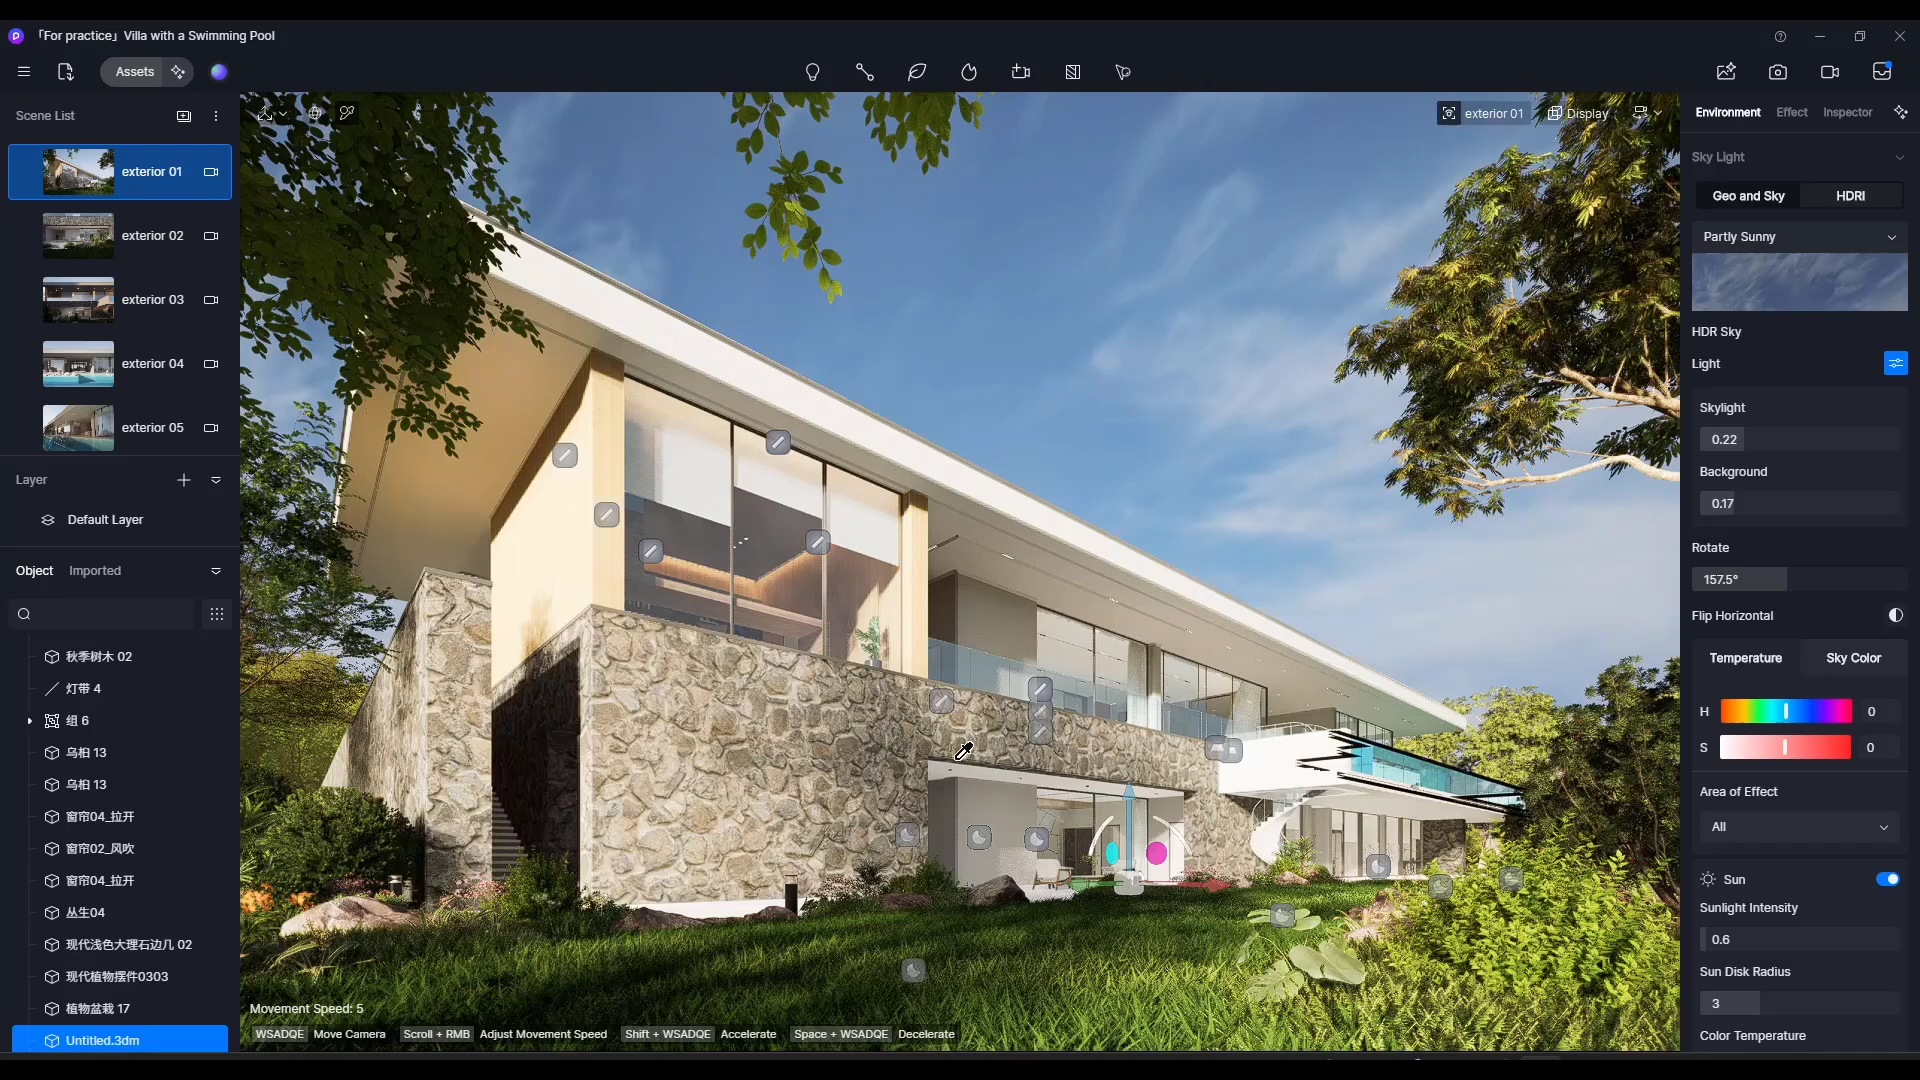 「For practice」Villa with a Swimming Pool
Assets
Scene List
exterior 01
exterior 02
exterior 03
exterior 04
exterior 05
Layer
Default Layer
Object Imported
秋季树木 02
灯带 4
组 6
乌桕 13
乌桕 13
窗帘04_拉开
窗帘02_风吹
窗帘04_拉开
丛生04
现代浅色大理石边几 02
现代植物摆件0303
植物盆栽 17
Untitled.3dm
exterior 01 Display
Movement Speed: 5
WSADQE Move Camera Scroll + RMB Adjust Movement Speed Shift + WSADQE Accelerate Space + WSADQE Decelerate
Environment Effect Inspector
Sky Light
Geo and Sky HDRI
Partly Sunny
HDR Sky
Light
Skylight
0.22
Background
0.17
Rotate
157.5°
Flip Horizontal
Temperature Sky Color
H 0
S 0
Area of Effect
All
Sun
Sunlight Intensity
0.6
Sun Disk Radius
3
Color Temperature